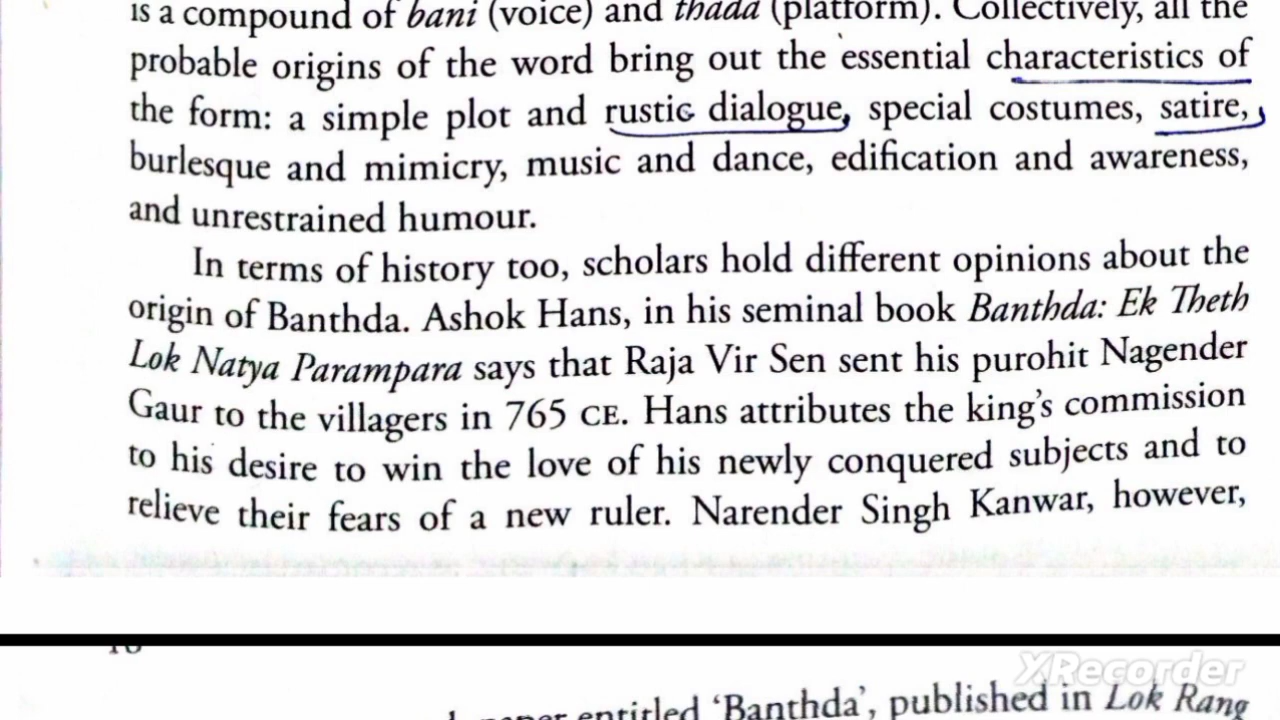 is a compound of bani (voice) and thada (platform). Collectively, all the
probable origins of the word bring out the essential characteristics of
the form: a simple plot and rustic dialogue, special costumes, satire,
burlesque and mimicry, music and dance, edification and awareness,
and unrestrained humour.
In terms of history too, scholars hold different opinions about the
origin of Banthda. Ashok Hans, in his seminal book Banthda: Ek Theth
Lok Natya Parampara says that Raja Vir Sen sent his purohit Nagender
Gaur to the villagers in 765 CE. Hans attributes the king's commission
to his desire to win the love of his newly conquered subjects and to
relieve their fears of a new ruler. Narender Singh Kanwar, however,
XRecorder
paper entitled 'Banthda', published in Lok Rang